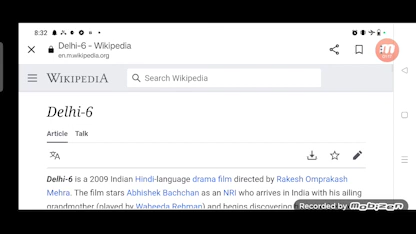 8:32
Delhi-6 - Wikipedia
en.m.wikipedia.org
WIKIPEDIA
Search Wikipedia
Delhi-6
Article Talk
Delhi-6 is a 2009 Indian Hindi-language drama film directed by Rakesh Omprakash
Mehra. The film stars Abhishek Bachchan as an NRI who arrives in India with his ailing
grandmother (played by Waheeda Rehman) and begins discovering
Recorded by MOBIZEN